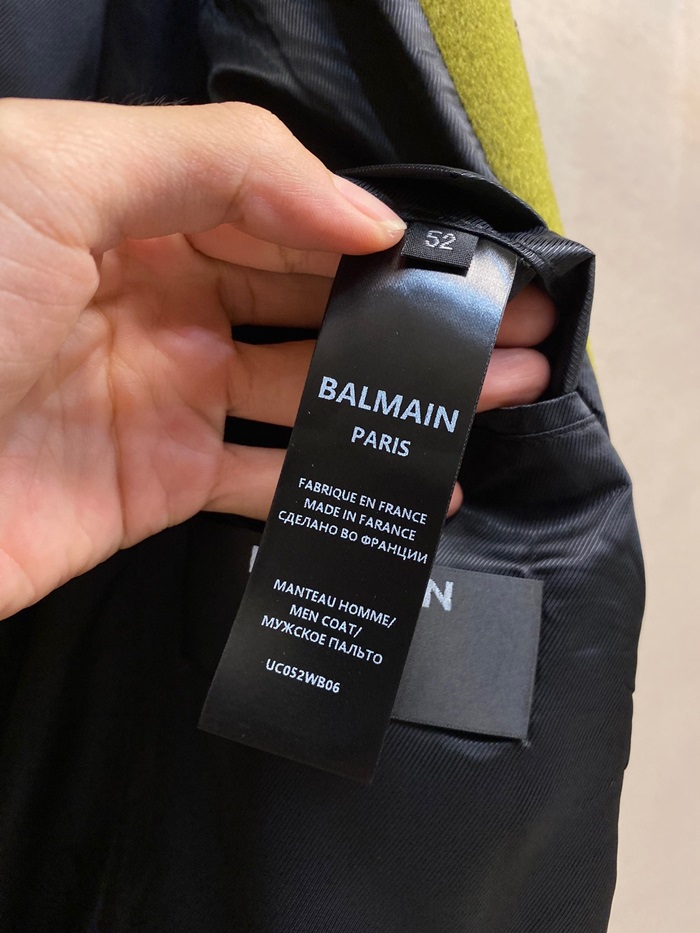 52
BALMAIN
PARIS
FABRIQUE EN FRANCE
MADE IN FARANCE
СДЕЛАНО ВО ФРАНЦИИ
MANTEAU HOMME/
MEN COAT/
МУЖСКОЕ ПАЛЬТО
UC052WB06